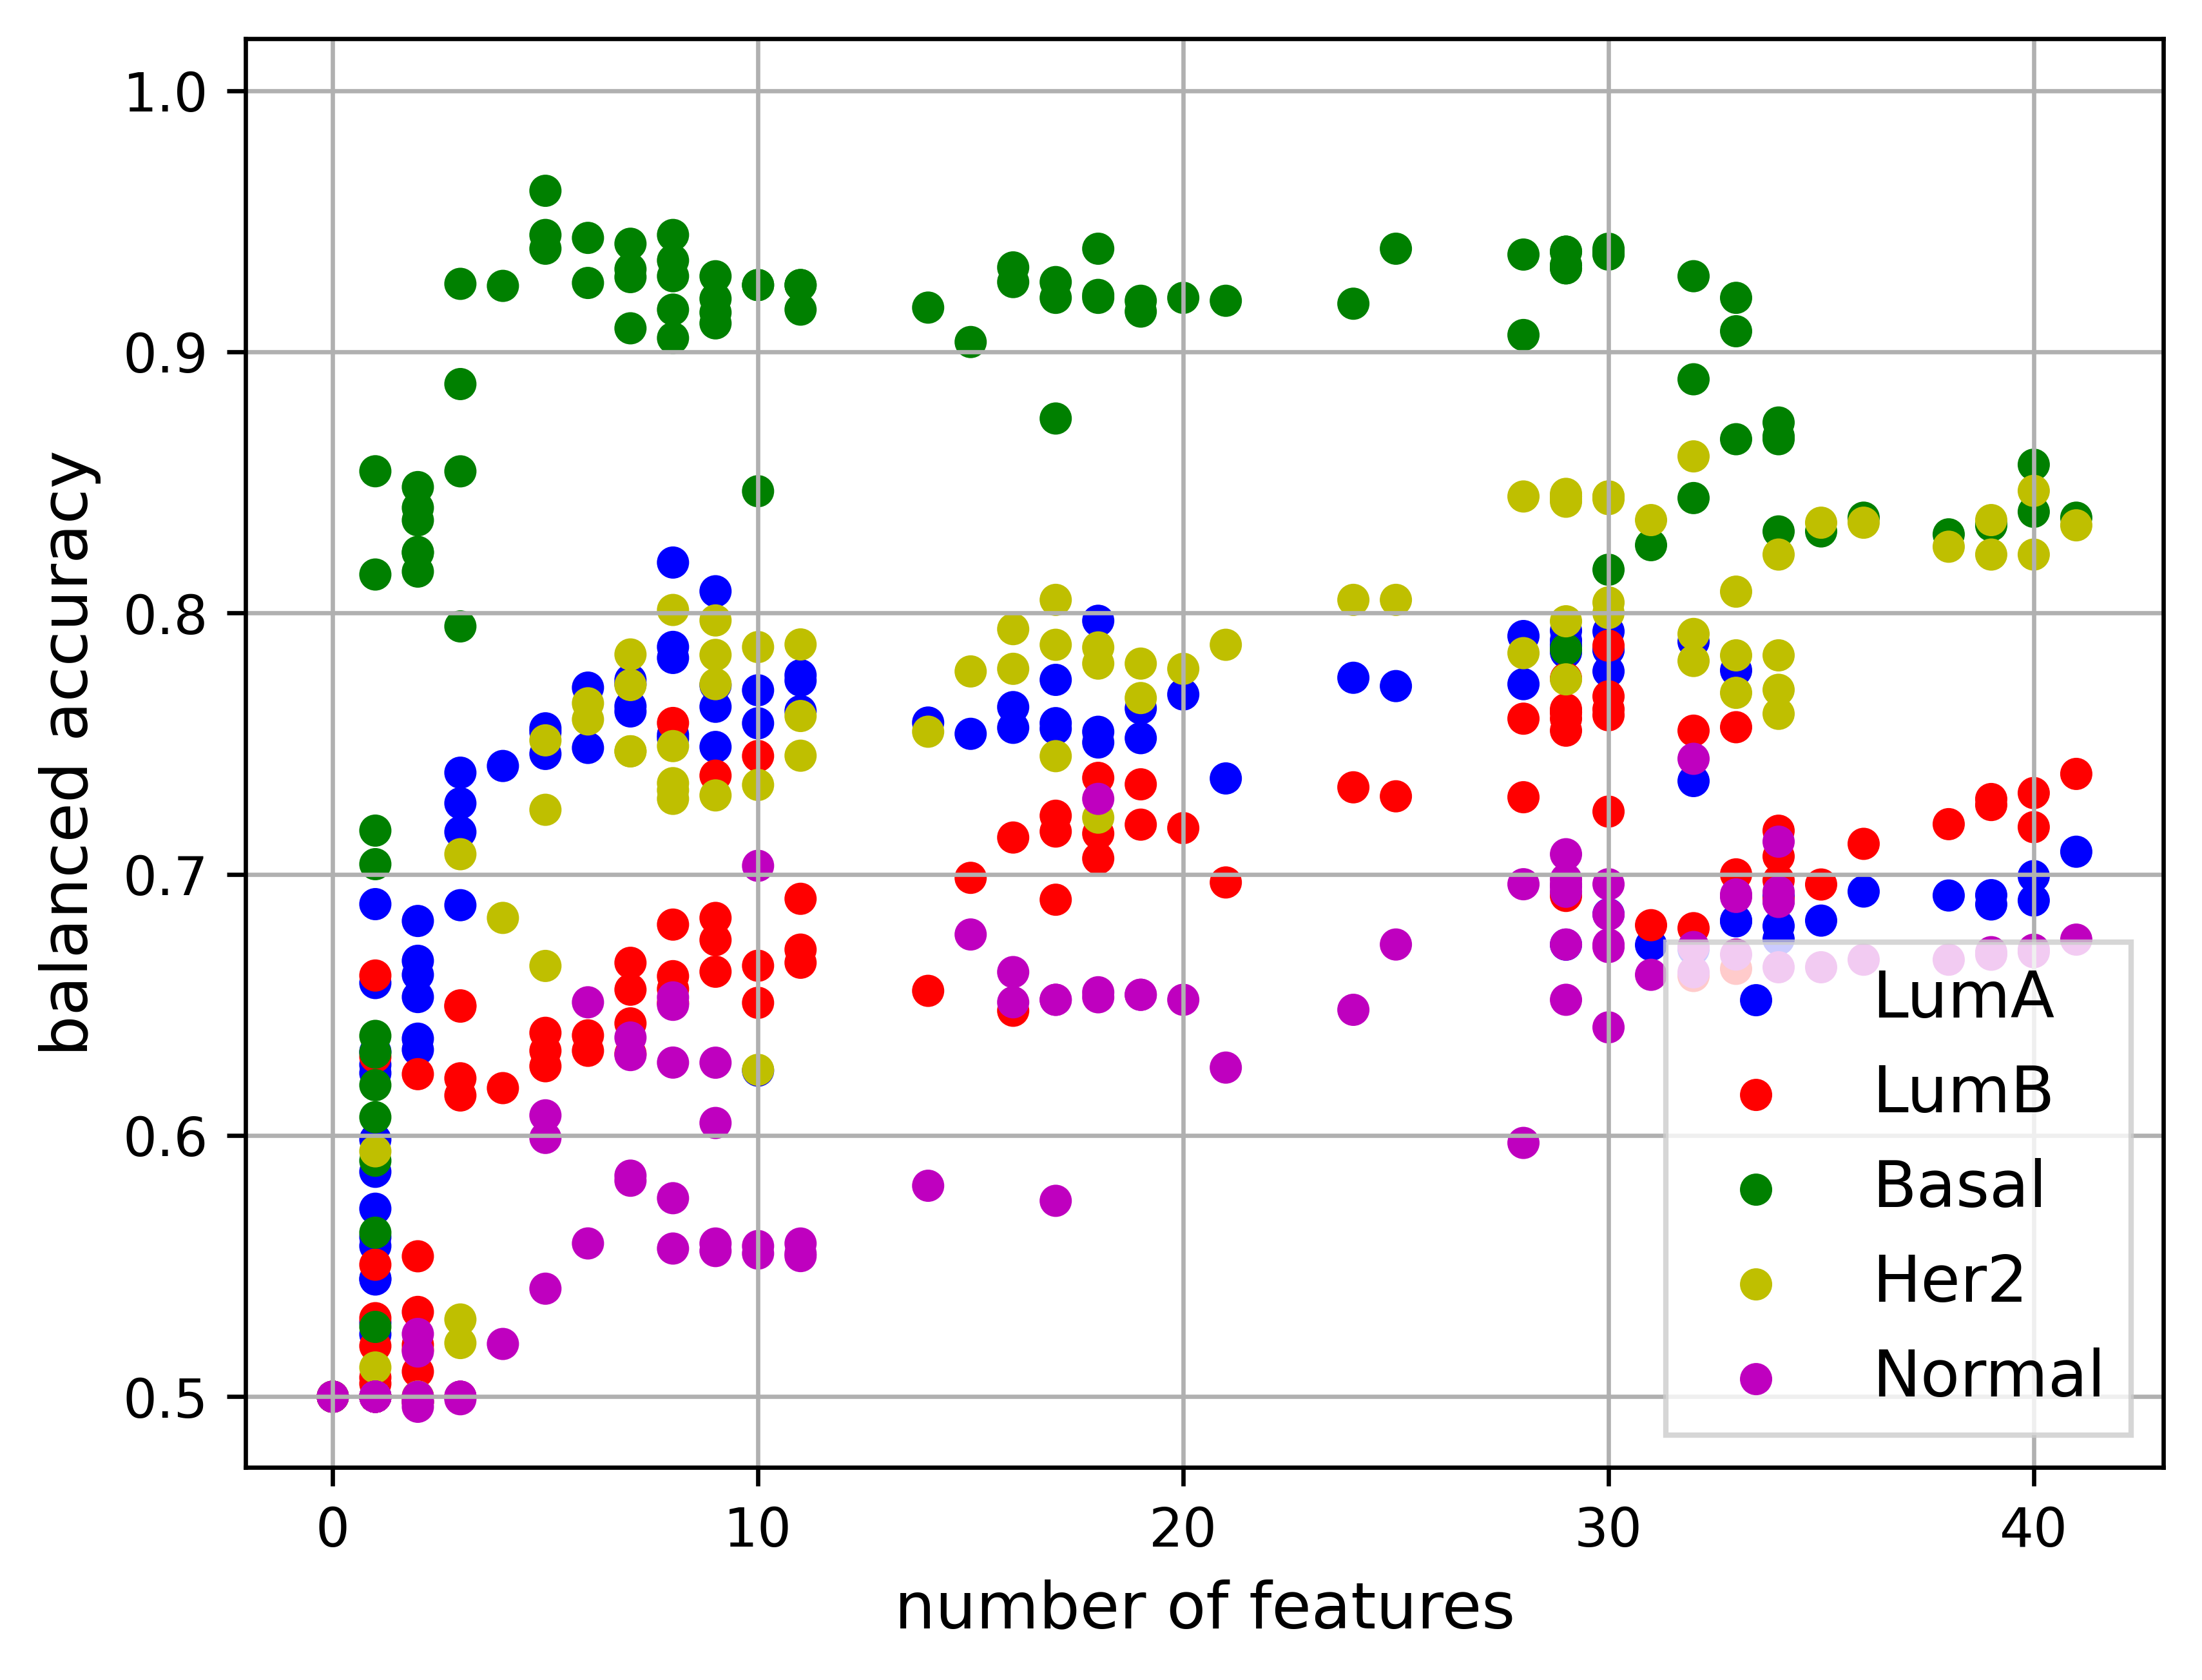 1.0
0.9
0.8
0.7
0.6
0.5
balanced accuracy
0 10 20 30 40
number of features
LumA
LumB
Basal
Her2
Normal